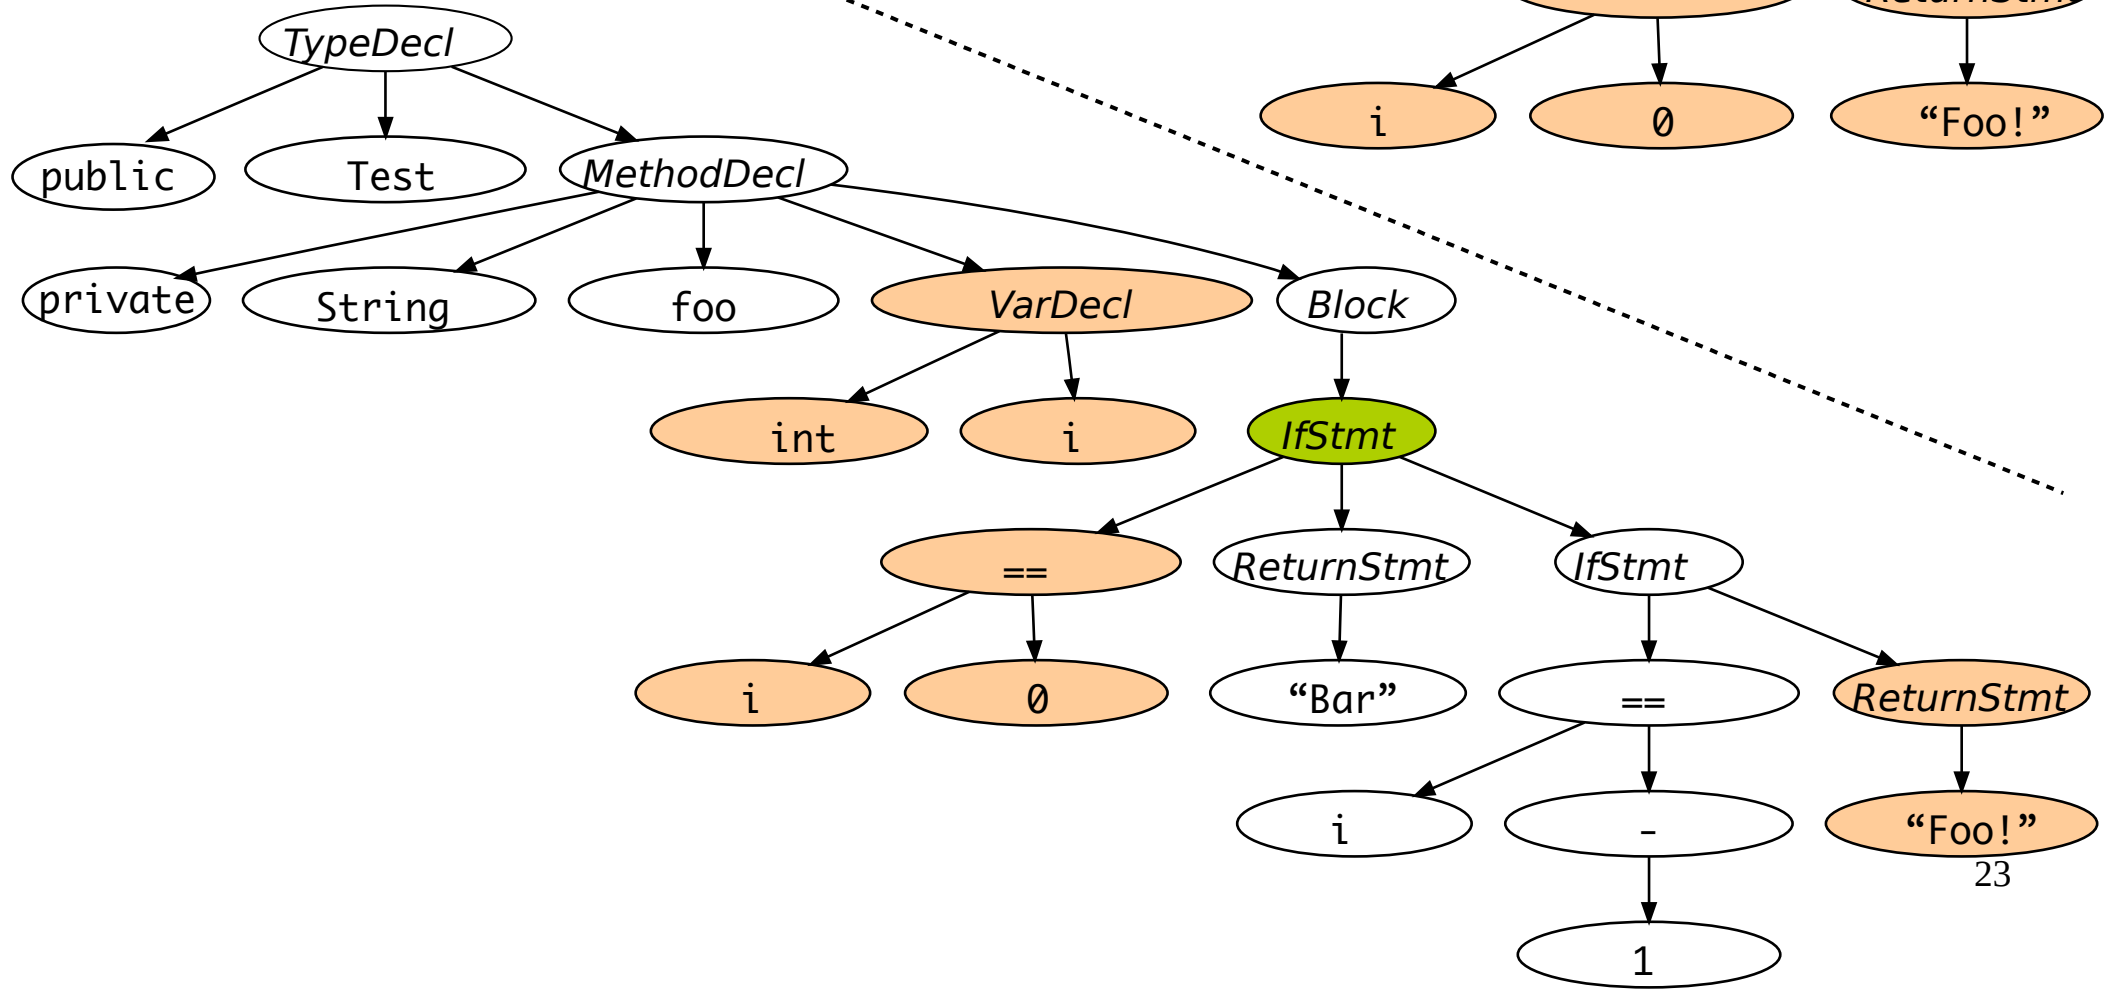 TypeDecl
ReturnStmt
i
0
“Foo!”
public
Test
MethodDecl
private
String
foo
VarDecl
Block
int
i
IfStmt
==
ReturnStmt
IfStmt
i
0
“Bar”
==
ReturnStmt
i
-
“Foo!”
23
1